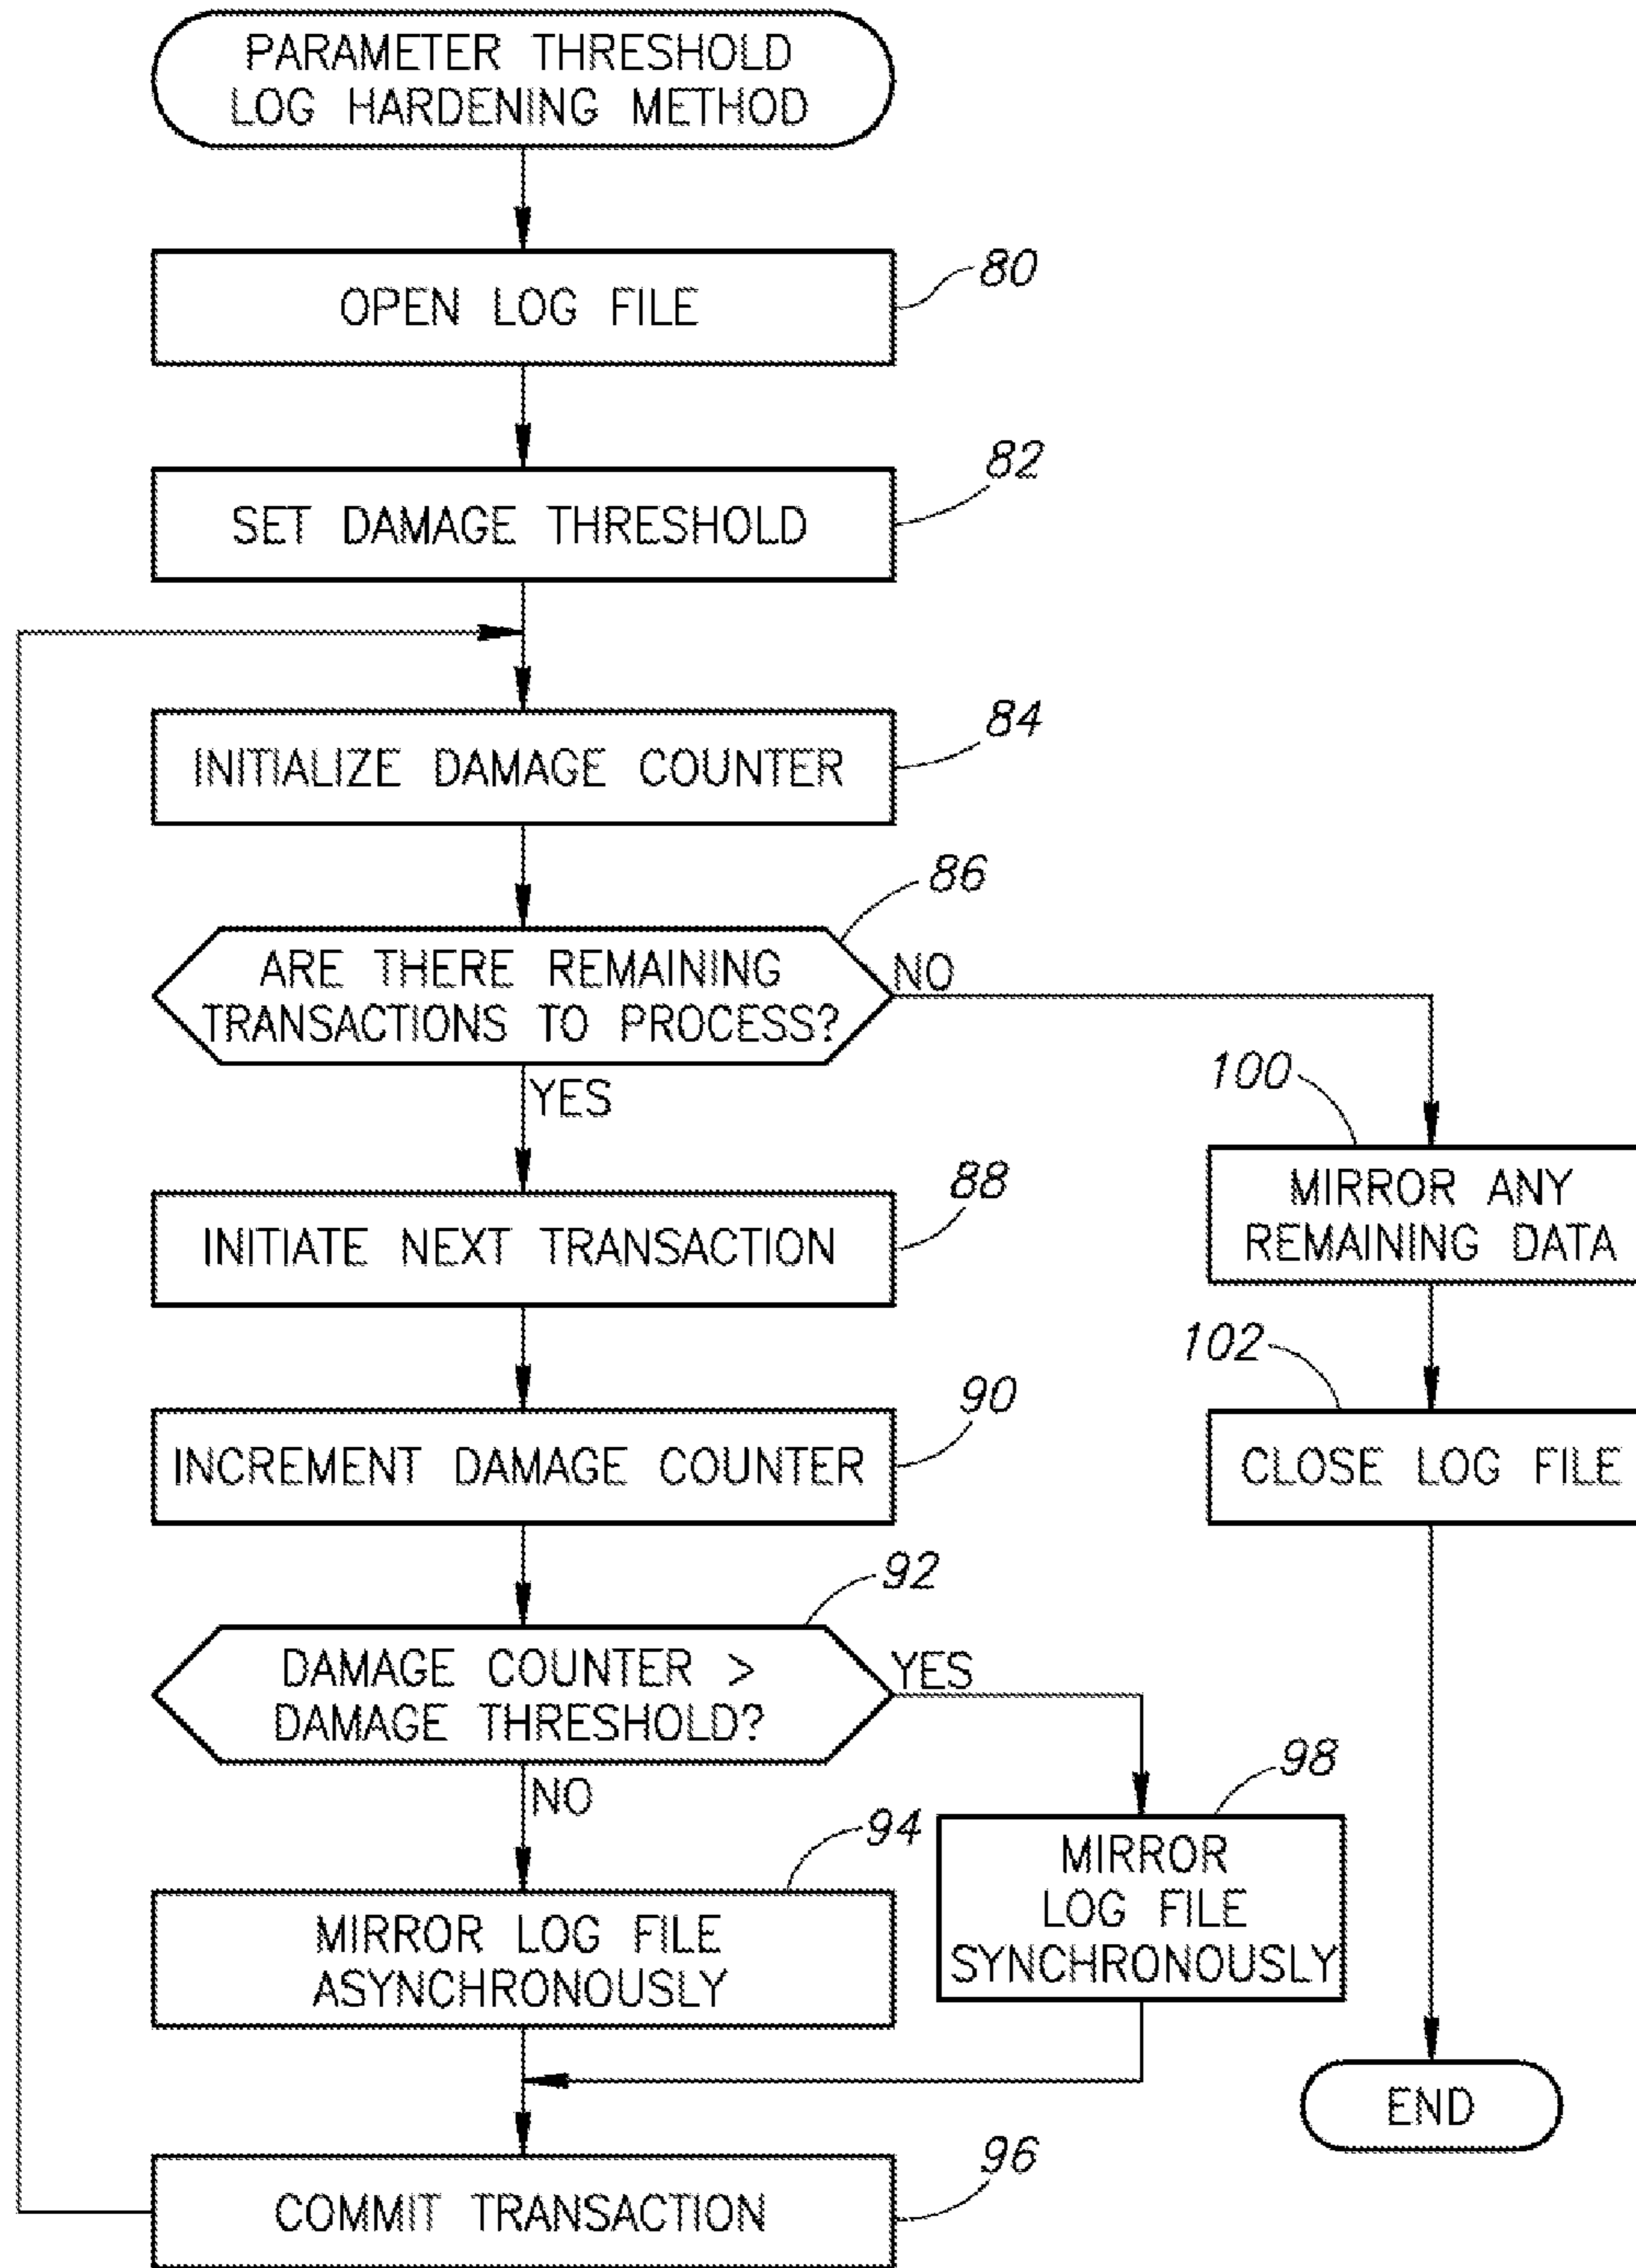 PARAMETER THRESHOLD
LOG HARDENING METHOD
OPEN LOG FILE
80
SET DAMAGE THRESHOLD
82
INITIALIZE DAMAGE COUNTER
84
ARE THERE REMAINING
TRANSACTIONS TO PROCESS?
86
NO
YES
INITIATE NEXT TRANSACTION
88
INCREMENT DAMAGE COUNTER
90
DAMAGE COUNTER >
DAMAGE THRESHOLD?
92
YES
NO
MIRROR LOG FILE
ASYNCHRONOUSLY
94
MIRROR
LOG FILE
SYNCHRONOUSLY
98
COMMIT TRANSACTION
96
100
MIRROR ANY
REMAINING DATA
102
CLOSE LOG FILE
END